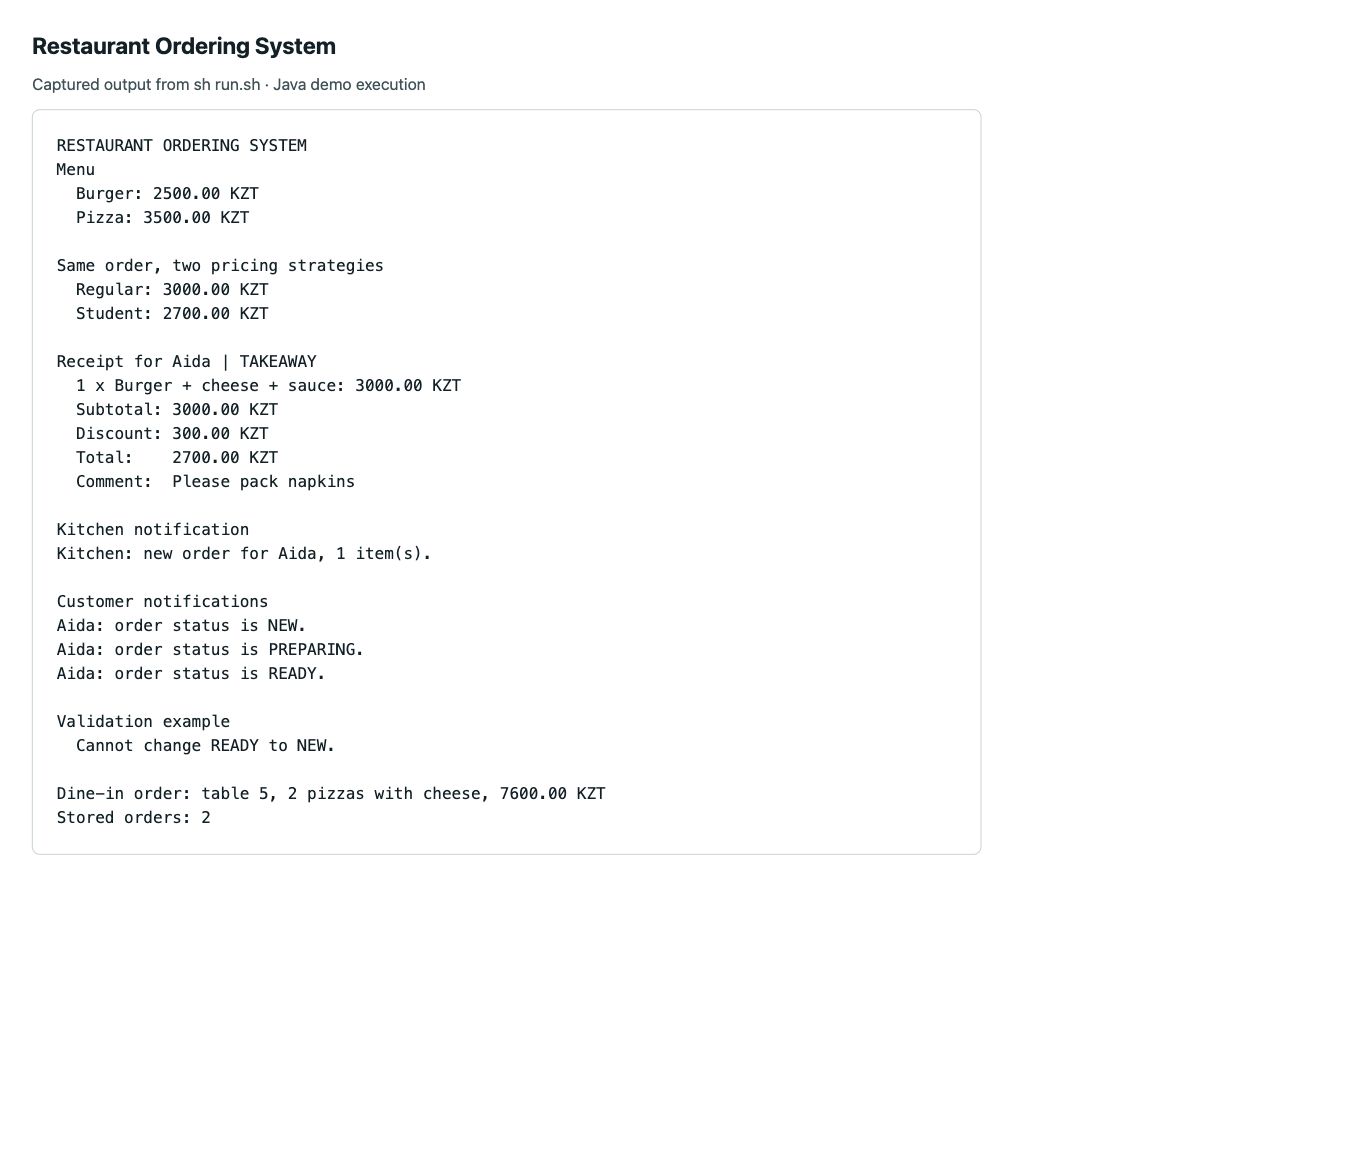 Restaurant Ordering System
Captured output from sh run.sh · Java demo execution
RESTAURANT ORDERING SYSTEM
Menu
  Burger: 2500.00 KZT
  Pizza: 3500.00 KZT

Same order, two pricing strategies
  Regular: 3000.00 KZT
  Student: 2700.00 KZT

Receipt for Aida | TAKEAWAY
  1 x Burger + cheese + sauce: 3000.00 KZT
  Subtotal: 3000.00 KZT
  Discount: 300.00 KZT
  Total:    2700.00 KZT
  Comment:  Please pack napkins

Kitchen notification
Kitchen: new order for Aida, 1 item(s).

Customer notifications
Aida: order status is NEW.
Aida: order status is PREPARING.
Aida: order status is READY.

Validation example
  Cannot change READY to NEW.

Dine-in order: table 5, 2 pizzas with cheese, 7600.00 KZT
Stored orders: 2